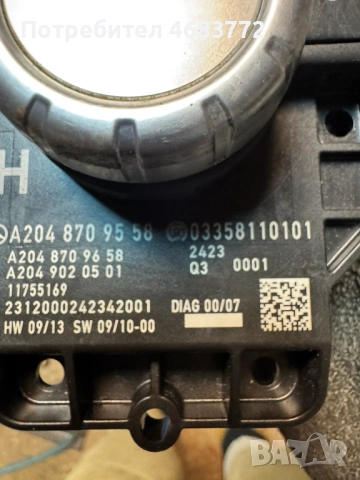 Потребител 4683772
H
A204 870 95 58 03358110101
A204 870 96 58 2423
A204 902 05 01 Q3 0001
11755169
2312000242342001 DIAG 00/07
HW 09/13 SW 09/10-00
BAZAR